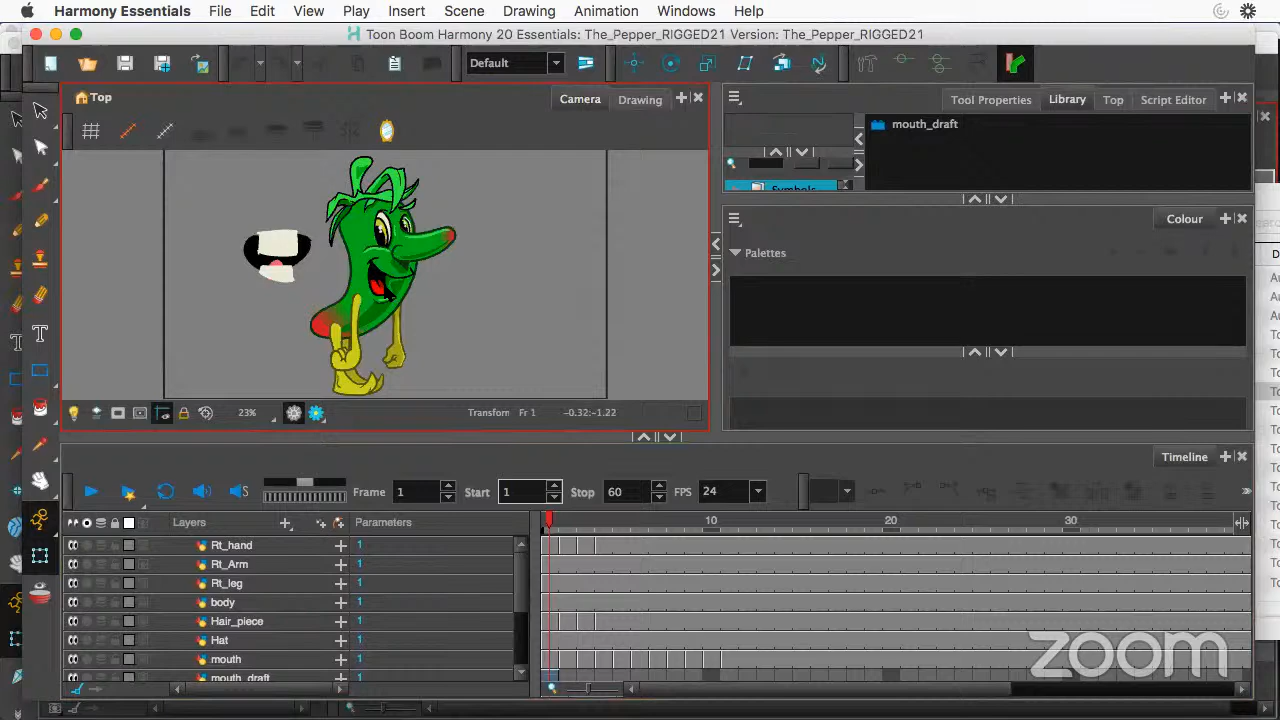 Harmony Essentials File Edit View Play Insert Scene Drawing Animation Windows Help
Toon Boom Harmony 20 Essentials: The_Pepper_RIGGED21 Version: The_Pepper_RIGGED21
Default
Top Camera Drawing
Tool Properties Library Top Script Editor
mouth_draft
Symbols
Colour
Palettes
23% Transform Fr 1 -0.32:-1.22
Timeline
Frame 1 Start 1 Stop 60 FPS 24
Layers Parameters 10 20 30
Rt_hand 1
Rt_Arm 1
Rt_leg 1
body 1
Hair_piece 1
Hat 1
mouth 1
mouth_draft 1
zoom